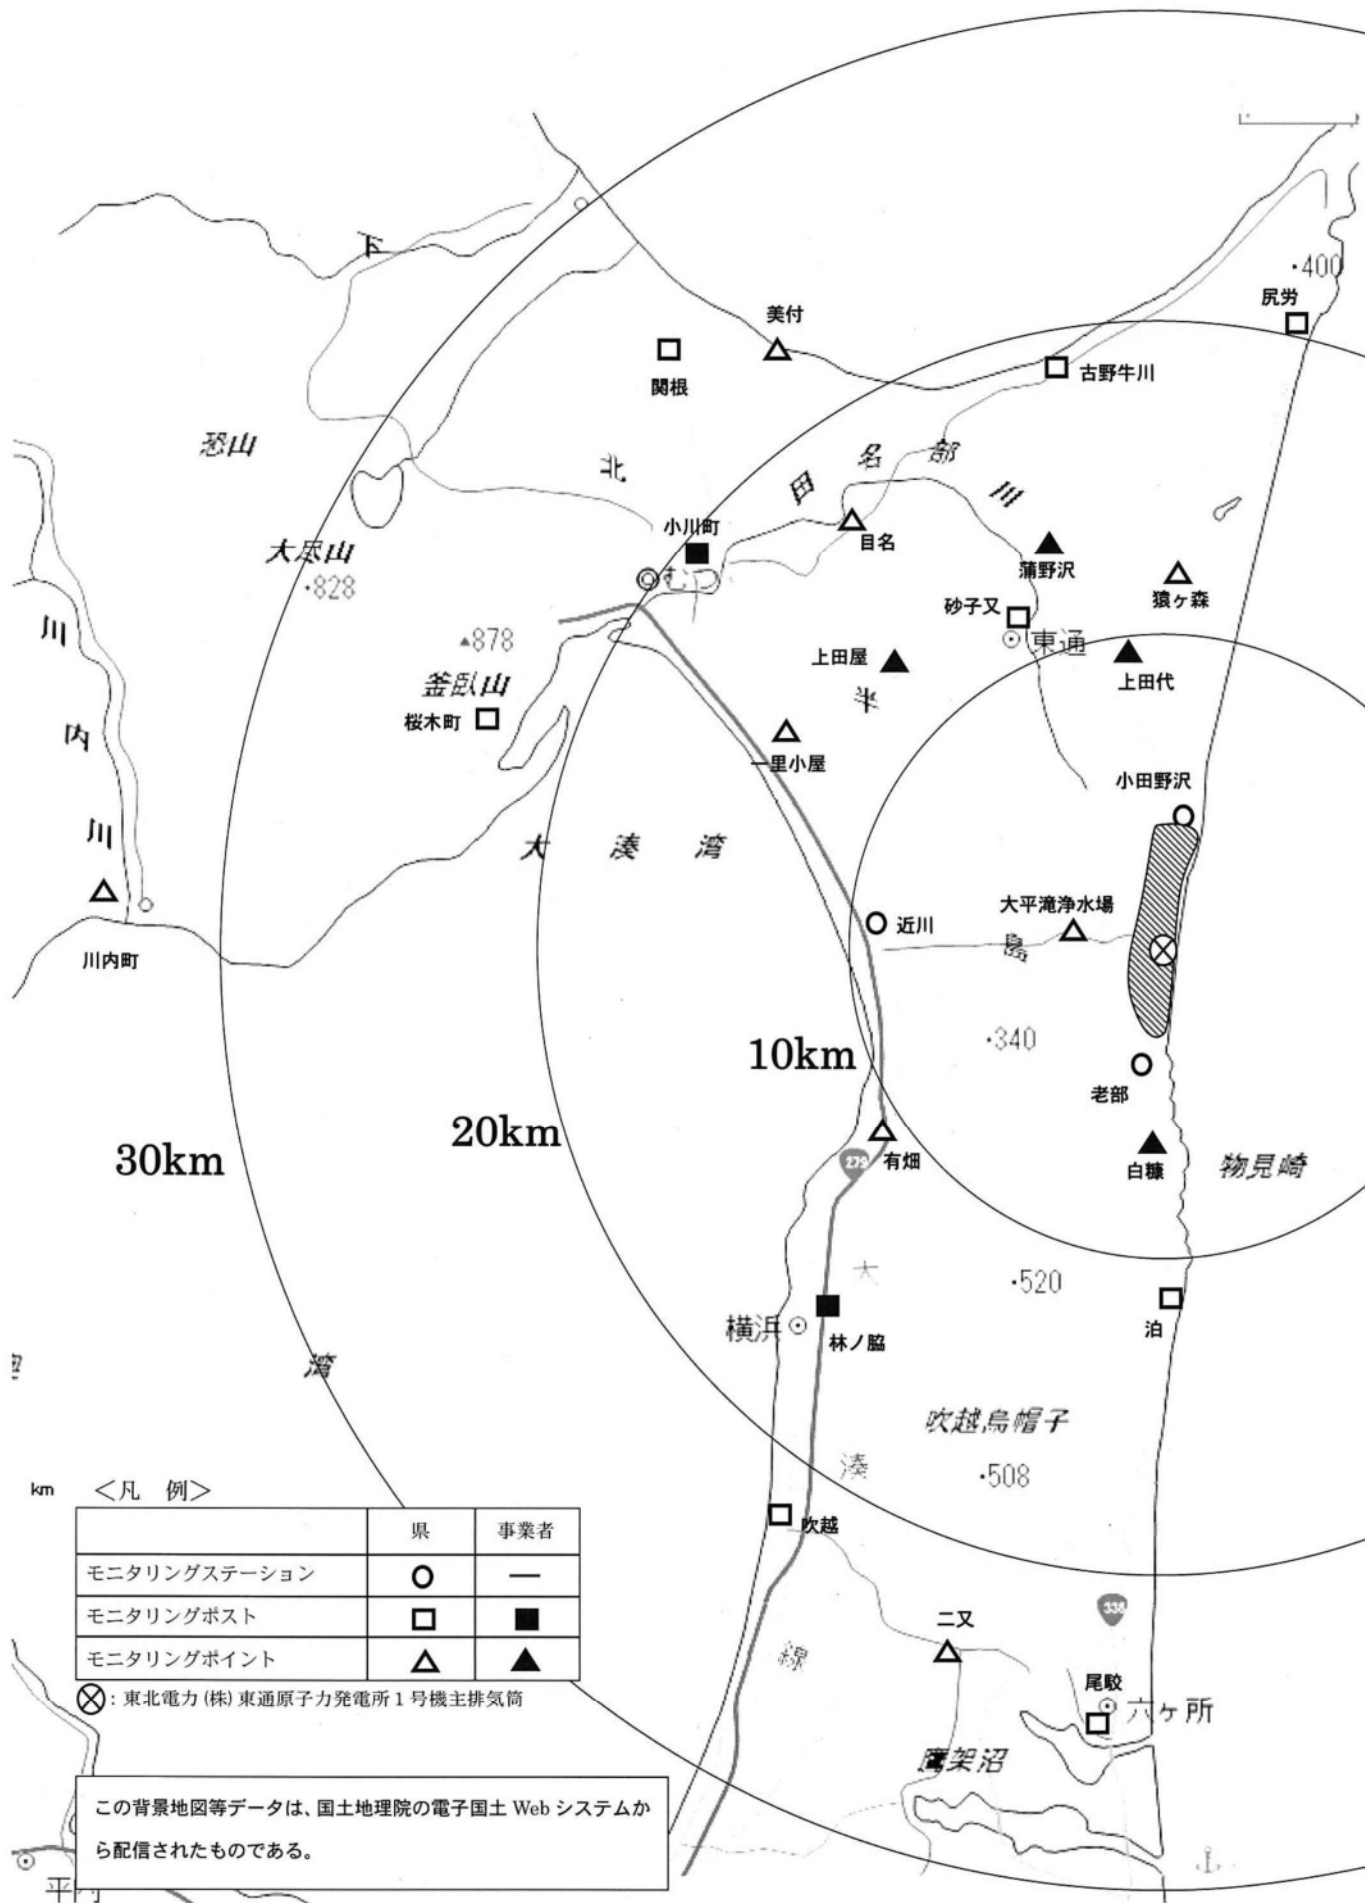 下
・400
尻労
美付
関根
古野牛川
恐山
北
田名部川
小川町
目名
大尽山
・828
むつ
蒲野沢
猿ヶ森
砂子又
東通
▲878
上田屋
半
上田代
釜臥山
桜木町
一里小屋
川内川
小田野沢
大湊湾
大平滝浄水場
近川
島
川内町
・340
10km
20km
30km
老部
279
有畑
白糠
物見崎
大
・520
横浜
林ノ脇
泊
湾
吹越烏帽子
・508
湊
吹越
km
<凡 例>
県 事業者
モニタリングステーション ○ ―
モニタリングポスト □ ■
モニタリングポイント △ ▲
⊗：東北電力(株)東通原子力発電所1号機主排気筒
338
二又
線
尾駮
六ヶ所
鷹架沼
この背景地図等データは、国土地理院の電子国土 Web システムか
ら配信されたものである。
平